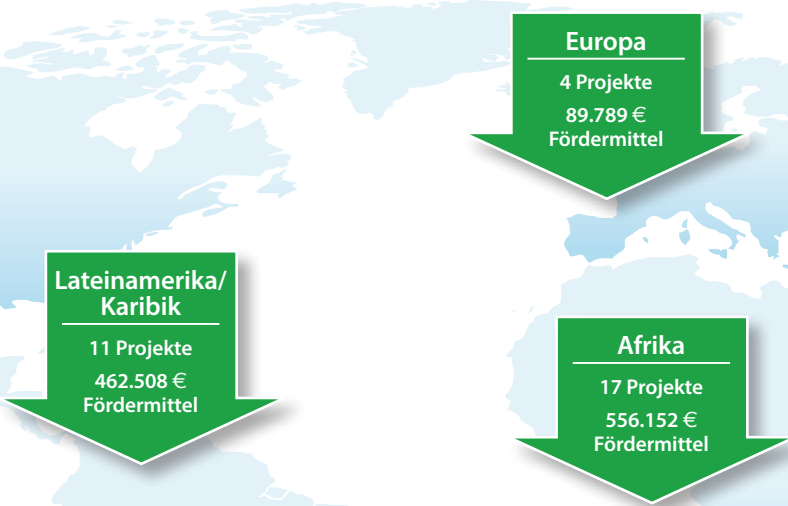 Europa
4 Projekte
89.789 €
Fördermittel
Lateinamerika/
Karibik
11 Projekte
462.508 €
Fördermittel
Afrika
17 Projekte
556.152 €
Fördermittel